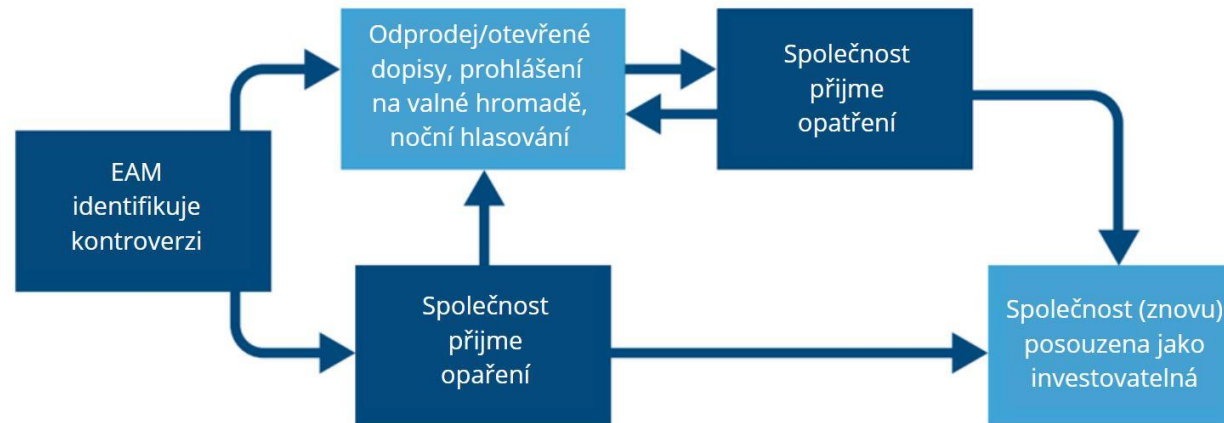 Odprodej/otevřené
dopisy, prohlášení
na valné hromadě,
noční hlasování
Společnost
přijme
opatření
EAM
identifikuje
kontroverzi
Společnost
přijme
opaření
Společnost (znovu)
posouzena jako
investovatelná